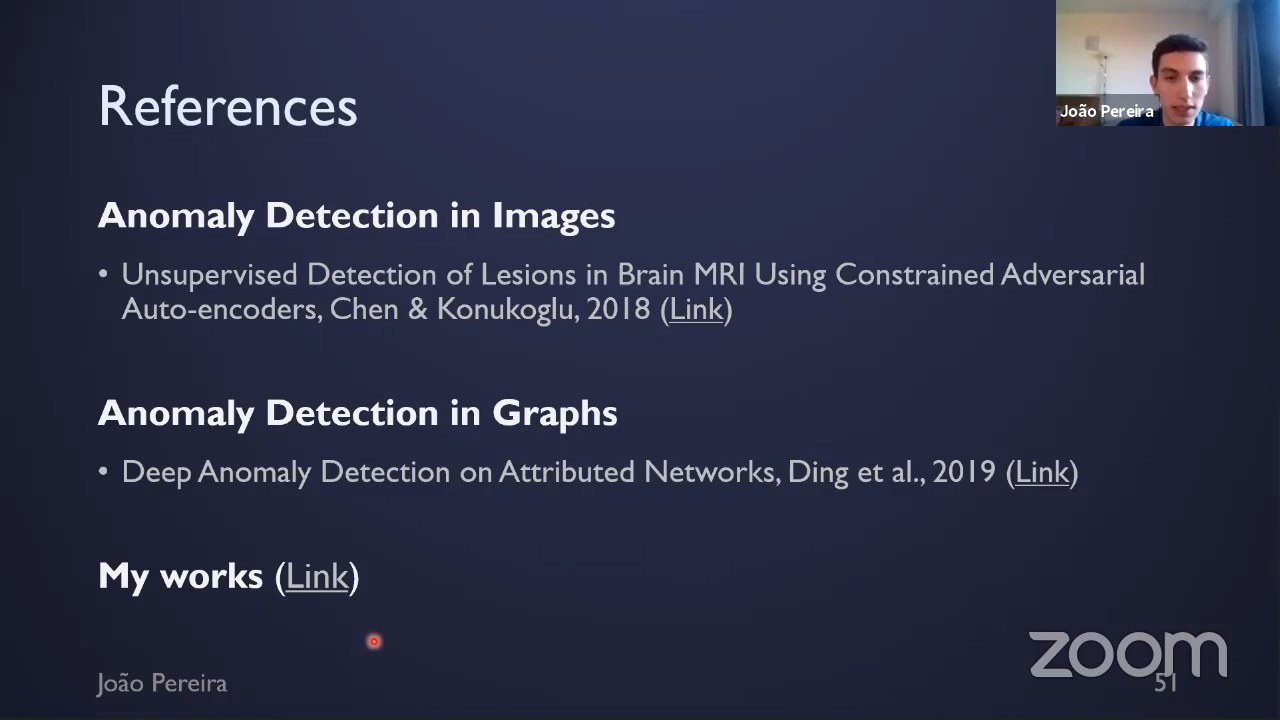 References
João Pereira
Anomaly Detection in Images
• Unsupervised Detection of Lesions in Brain MRI Using Constrained Adversarial
Auto-encoders, Chen & Konukoglu, 2018 (Link)
Anomaly Detection in Graphs
• Deep Anomaly Detection on Attributed Networks, Ding et al., 2019 (Link)
My works (Link)
zoom
João Pereira
51